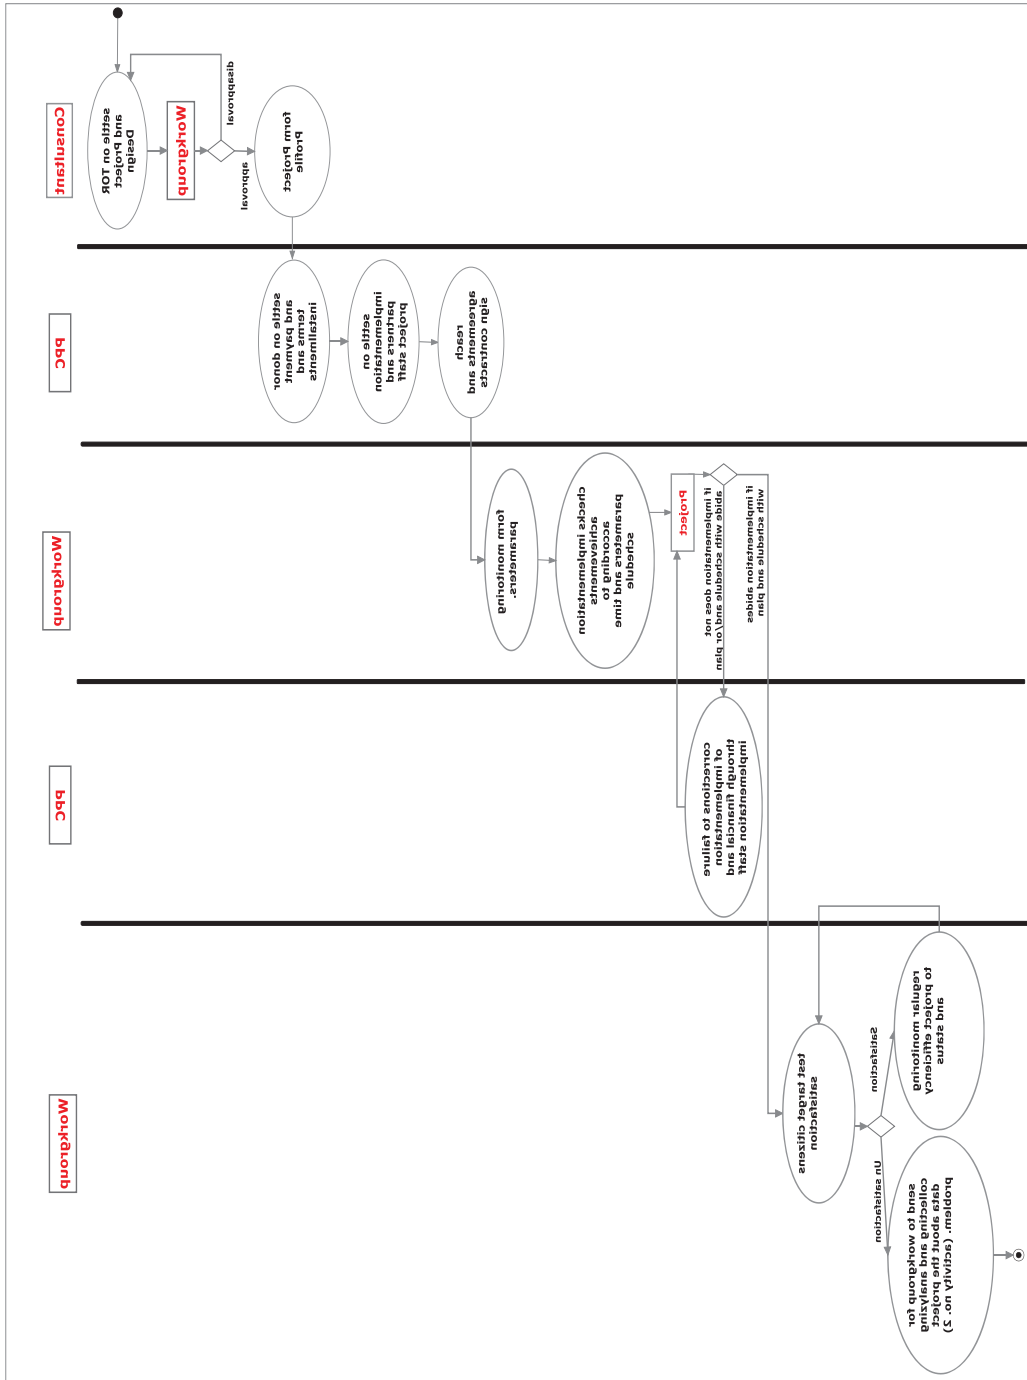 Consultant
settle on TOR
and Project
Design
Workgroup
disapproval
approval
form Project
Profile
PPC
settle on donor
and payment
terms and
installments
settle on
implementation
partners and
project staff
reach
agreements and
sign contracts
Workgroup
form monitoring
parameters.
checks implementation
achievements
according to
parameters and time
schedule
project
if implementation does not
abide with schedule and/or plan
if implementation abides
with schedule and plan
PPC
corrections to failure
of implementation
through financial and
implementation staff
Workgroup
test target citizens
satisfaction
Satisfaction
Un satisfaction
regular monitoring
to project efficiency
and status
send to workgroup for
collecting and analyzing
data about the project
problem. (activity no. 2)